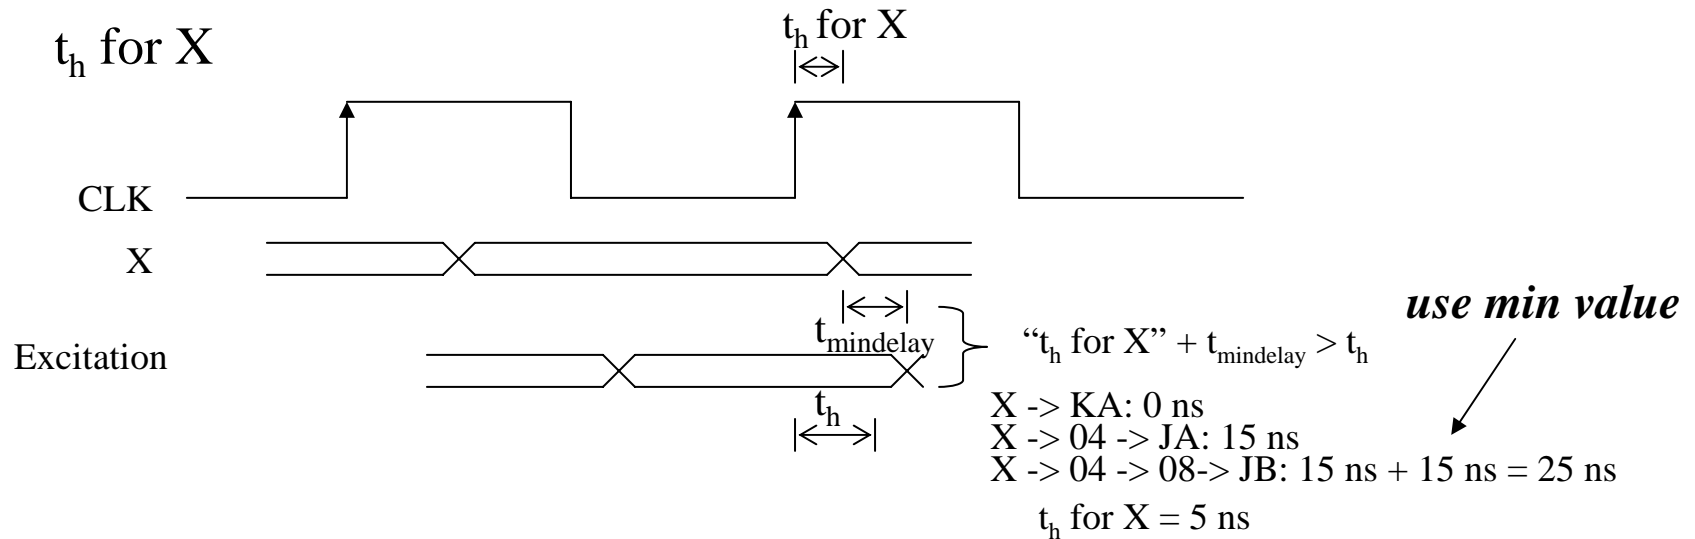 t_h for X
t_h for X
CLK
X
use min value
t_mindelay
“t_h for X” + t_mindelay > t_h
Excitation
t_h
X -> KA: 0 ns
X -> 04 -> JA: 15 ns
X -> 04 -> 08-> JB: 15 ns + 15 ns = 25 ns
t_h for X = 5 ns